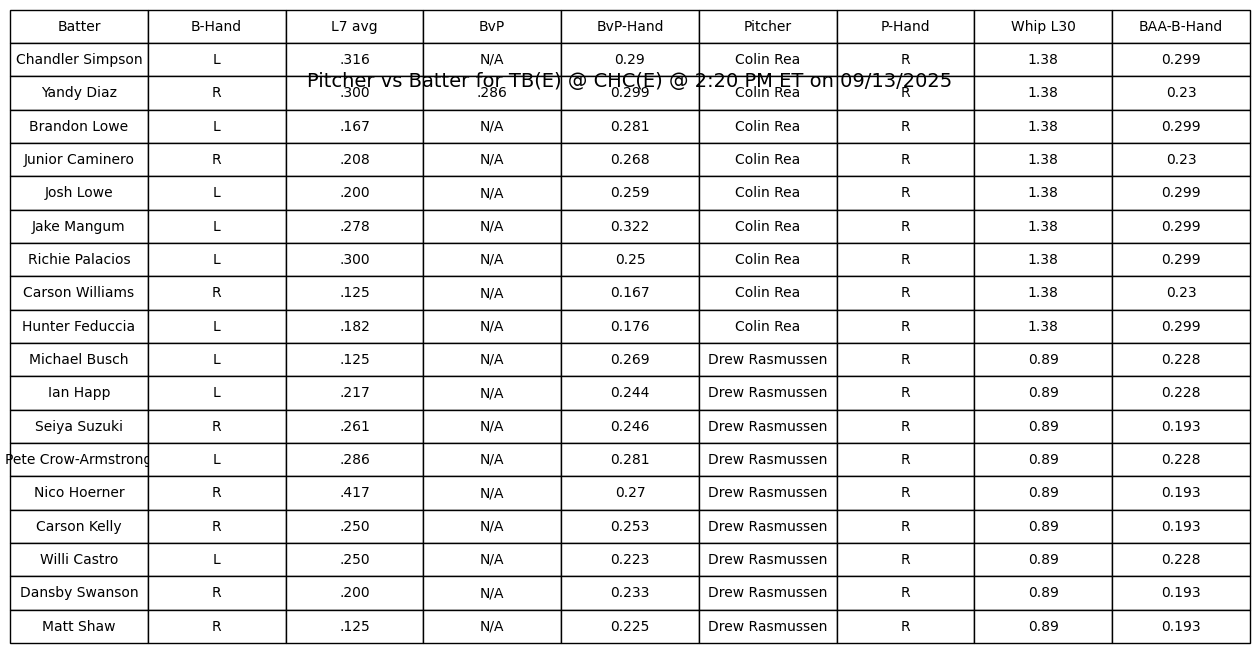 Batter B-Hand L7 avg BvP BvP-Hand Pitcher P-Hand Whip L30 BAA-B-Hand
Chandler Simpson L .316 N/A 0.29 Colin Rea R 1.38 0.299
Pitcher vs Batter for TB(E) @ CHC(E) @ 2:20 PM ET on 09/13/2025
Yandy Diaz R .300 .286 0.299 Colin Rea R 1.38 0.23
Brandon Lowe L .167 N/A 0.281 Colin Rea R 1.38 0.299
Junior Caminero R .208 N/A 0.268 Colin Rea R 1.38 0.23
Josh Lowe L .200 N/A 0.259 Colin Rea R 1.38 0.299
Jake Mangum L .278 N/A 0.322 Colin Rea R 1.38 0.299
Richie Palacios L .300 N/A 0.25 Colin Rea R 1.38 0.299
Carson Williams R .125 N/A 0.167 Colin Rea R 1.38 0.23
Hunter Feduccia L .182 N/A 0.176 Colin Rea R 1.38 0.299
Michael Busch L .125 N/A 0.269 Drew Rasmussen R 0.89 0.228
Ian Happ L .217 N/A 0.244 Drew Rasmussen R 0.89 0.228
Seiya Suzuki R .261 N/A 0.246 Drew Rasmussen R 0.89 0.193
Pete Crow-Armstrong L .286 N/A 0.281 Drew Rasmussen R 0.89 0.228
Nico Hoerner R .417 N/A 0.27 Drew Rasmussen R 0.89 0.193
Carson Kelly R .250 N/A 0.253 Drew Rasmussen R 0.89 0.193
Willi Castro L .250 N/A 0.223 Drew Rasmussen R 0.89 0.228
Dansby Swanson R .200 N/A 0.233 Drew Rasmussen R 0.89 0.193
Matt Shaw R .125 N/A 0.225 Drew Rasmussen R 0.89 0.193